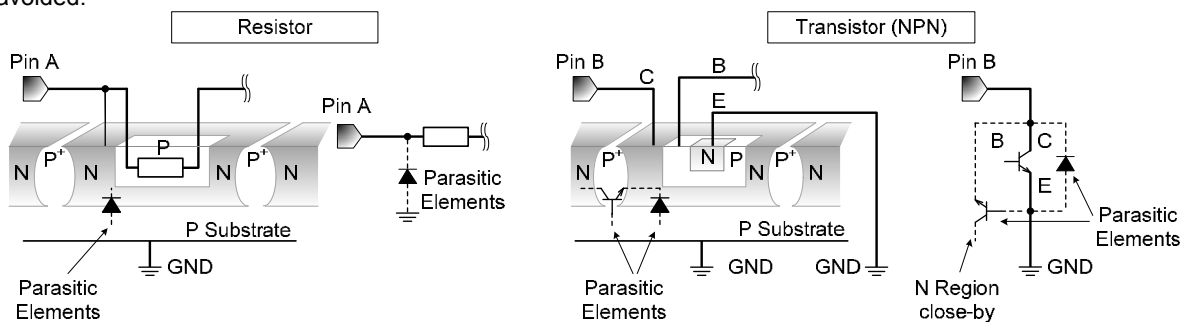 avoided.
Resistor
Transistor (NPN)
Pin A
Pin A
N
P+
N
P
N
P+
N
Parasitic
Elements
P Substrate
GND
Parasitic
Elements
Pin B
C
B
E
N
P+
N
N
P
N
P+
N
P Substrate
GND
GND
Parasitic
Elements
Pin B
B
C
E
Parasitic
Elements
GND
N Region
close-by